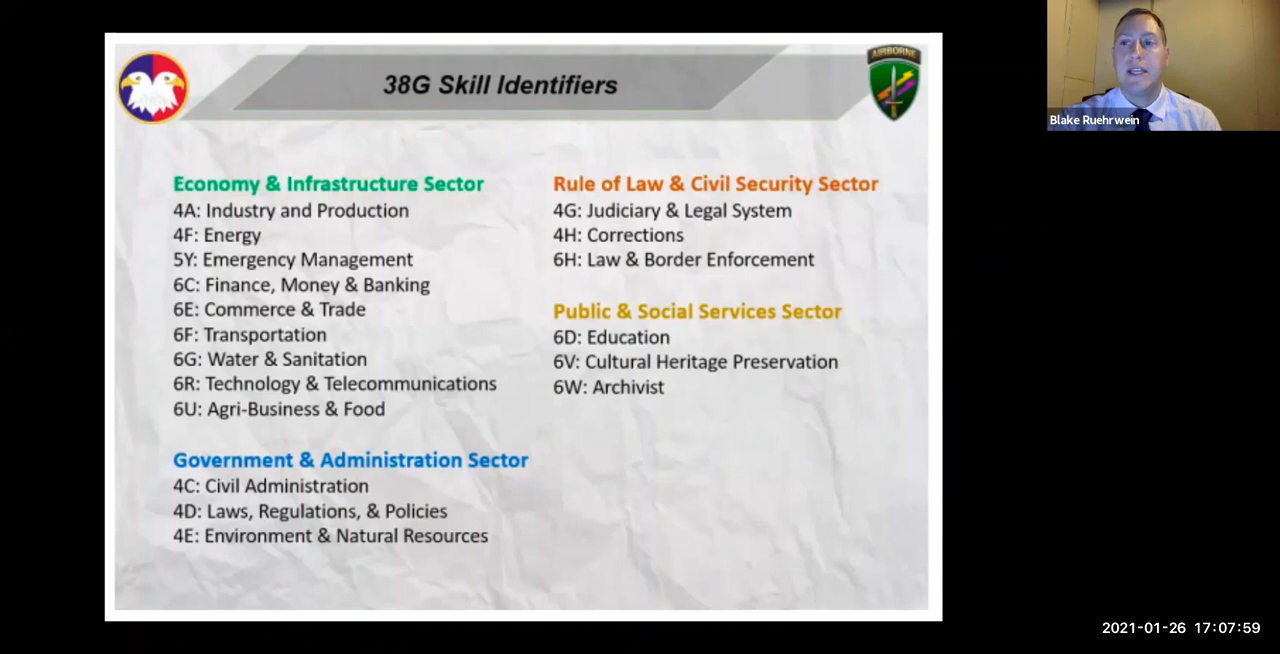 AIRBORNE
38G Skill Identifiers
Economy & Infrastructure Sector
4A: Industry and Production
4F: Energy
5Y: Emergency Management
6C: Finance, Money & Banking
6E: Commerce & Trade
6F: Transportation
6G: Water & Sanitation
6R: Technology & Telecommunications
6U: Agri-Business & Food
Government & Administration Sector
4C: Civil Administration
4D: Laws, Regulations, & Policies
4E: Environment & Natural Resources
Rule of Law & Civil Security Sector
4G: Judiciary & Legal System
4H: Corrections
6H: Law & Border Enforcement
Public & Social Services Sector
6D: Education
6V: Cultural Heritage Preservation
6W: Archivist
Blake Ruehrwein
2021-01-26 17:07:59